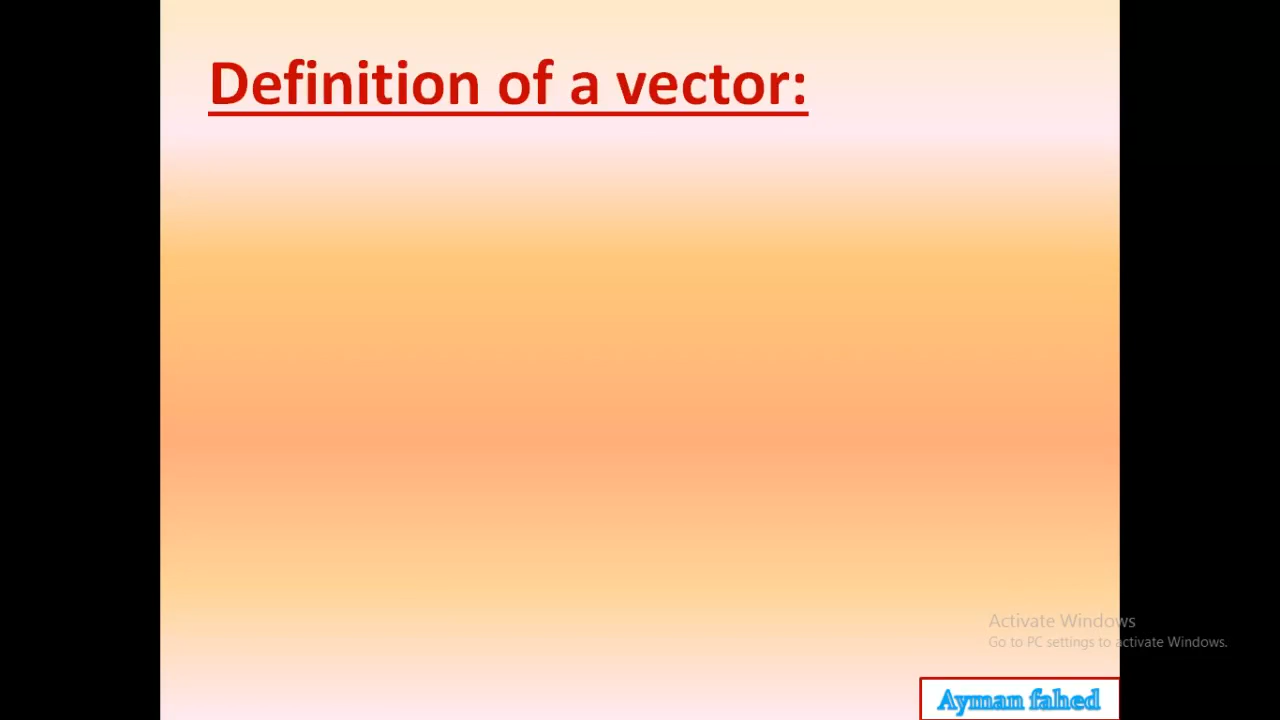 Definition of a vector:
Activate Windows
Go to PC settings to activate Windows.
Ayman fahed